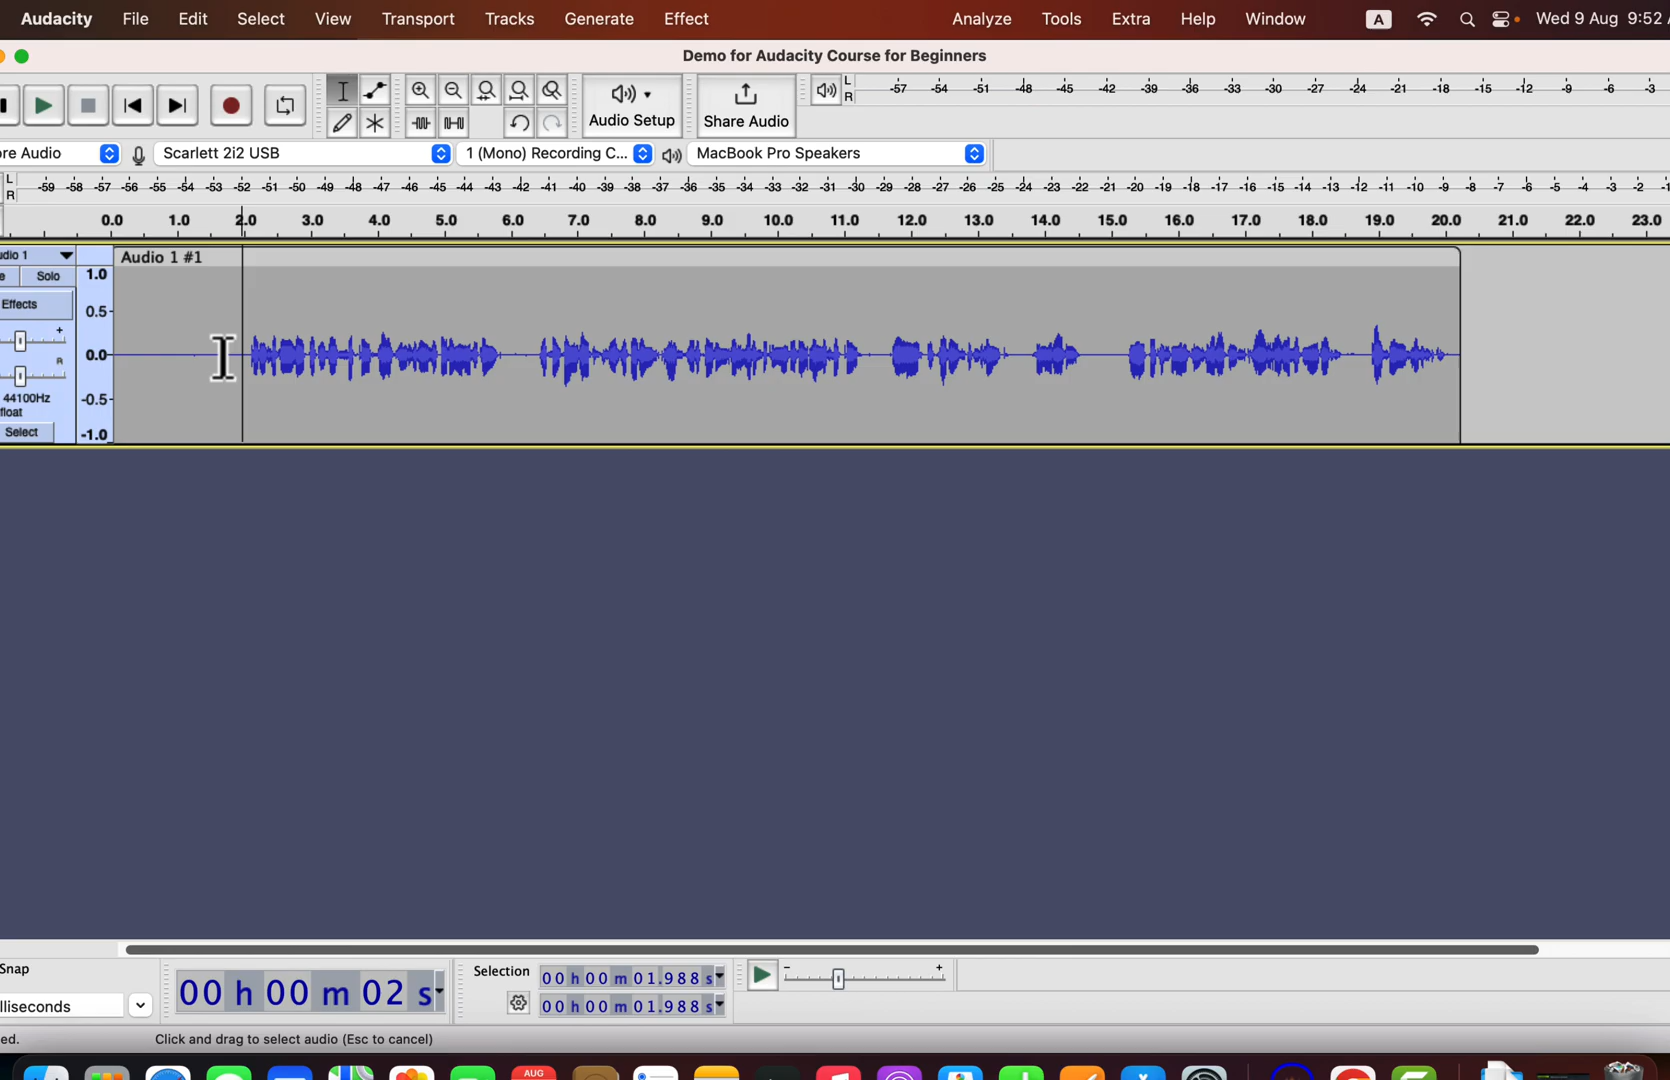 Audacity File Edit Select View Transport Tracks Generate Effect Analyze Tools Extra Help Window A Wed 9 Aug 9:52
Demo for Audacity Course for Beginners
Audio Setup Share Audio
L
R
-57 -54 -51 -48 -45 -42 -39 -36 -33 -30 -27 -24 -21 -18 -15 -12 -9 -6 -3
re Audio Scarlett 2i2 USB 1 (Mono) Recording C... MacBook Pro Speakers
L
R
-59 -58 -57 -56 -55 -54 -53 -52 -51 -50 -49 -48 -47 -46 -45 -44 -43 -42 -41 -40 -39 -38 -37 -36 -35 -34 -33 -32 -31 -30 -29 -28 -27 -26 -25 -24 -23 -22 -21 -20 -19 -18 -17 -16 -15 -14 -13 -12 -11 -10 -9 -8 -7 -6 -5 -4 -3 -2 -1
0.0 1.0 2.0 3.0 4.0 5.0 6.0 7.0 8.0 9.0 10.0 11.0 12.0 13.0 14.0 15.0 16.0 17.0 18.0 19.0 20.0 21.0 22.0 23.0
udio 1 Audio 1 #1
e Solo 1.0
Effects 0.5
+
0.0
R
44100Hz -0.5
float
Select -1.0
Snap
lliseconds
00 h 00 m 02 s
Selection
00 h 00 m 01.988 s
00 h 00 m 01.988 s
- +
ed. Click and drag to select audio (Esc to cancel)
AUG